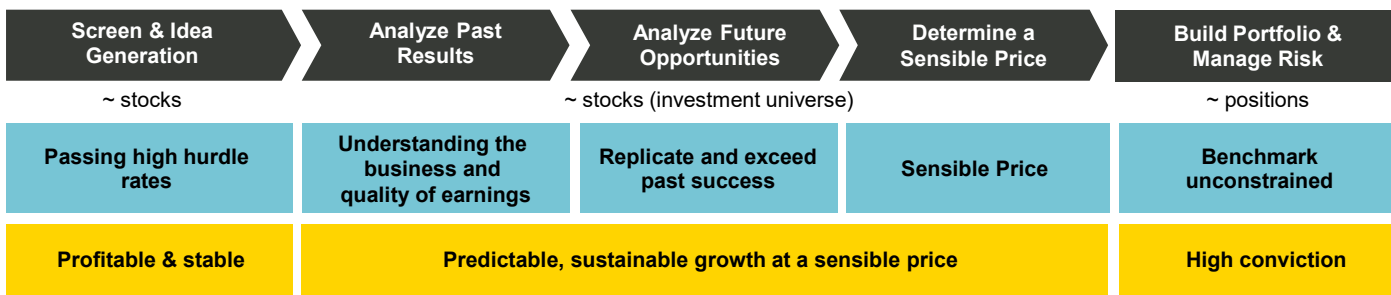 Screen & Idea
Generation
Analyze Past
Results
Analyze Future
Opportunities
Determine a
Sensible Price
Build Portfolio &
Manage Risk
~ stocks
~ stocks (investment universe)
~ positions
Passing high hurdle
rates
Understanding the
business and
quality of earnings
Replicate and exceed
past success
Sensible Price
Benchmark
unconstrained
Profitable & stable
Predictable, sustainable growth at a sensible price
High conviction